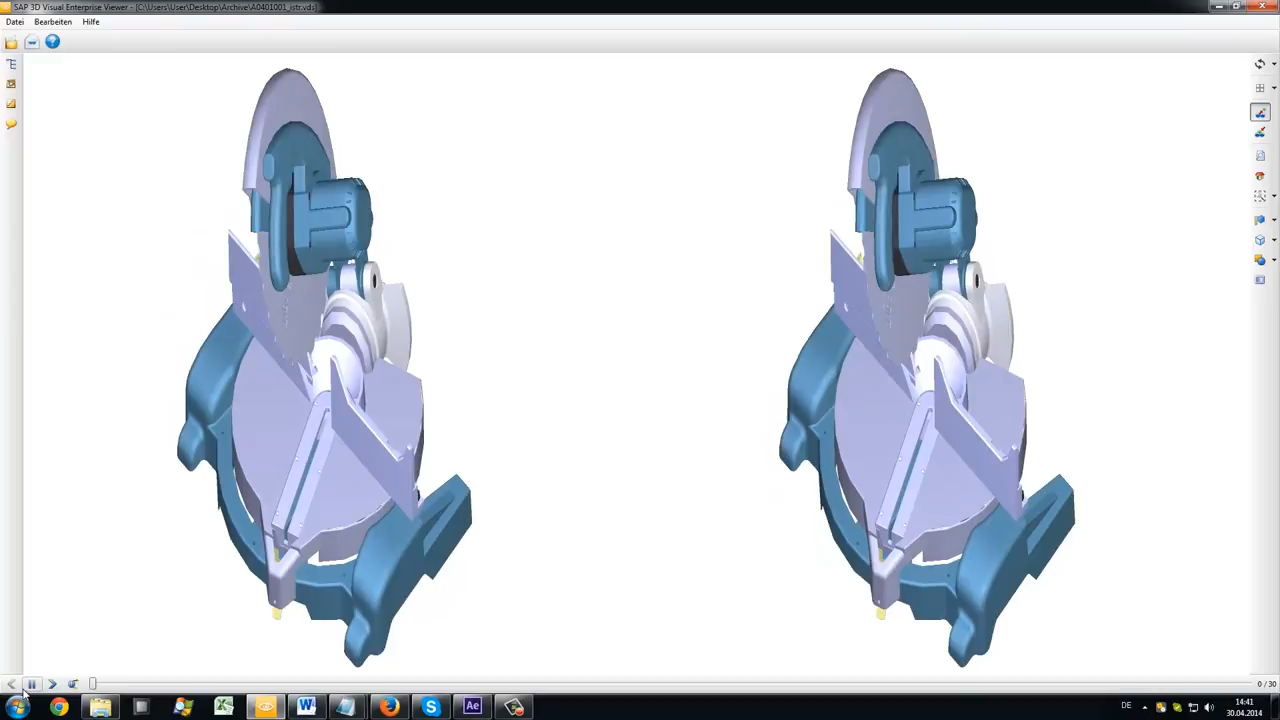 SAP 3D Visual Enterprise Viewer - [C:\Users\User\Desktop\Archive\A0401001_istr.vds]
Datei Bearbeiten Hilfe
0 / 30
DE
14:41
30.04.2014